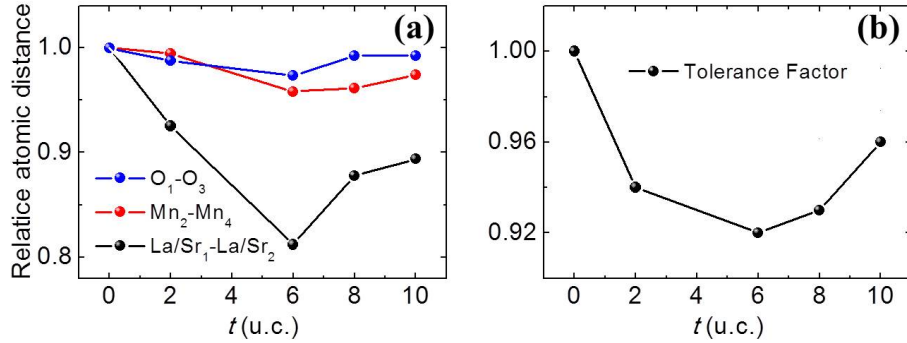 (a)
Relatice atomic distance
1.0
0.9
0.8
O₁-O₃
Mn₂-Mn₄
La/Sr₁-La/Sr₂
0 2 4 6 8 10
t (u.c.)
(b)
1.00
0.96
0.92
Tolerance Factor
0 2 4 6 8 10
t (u.c.)